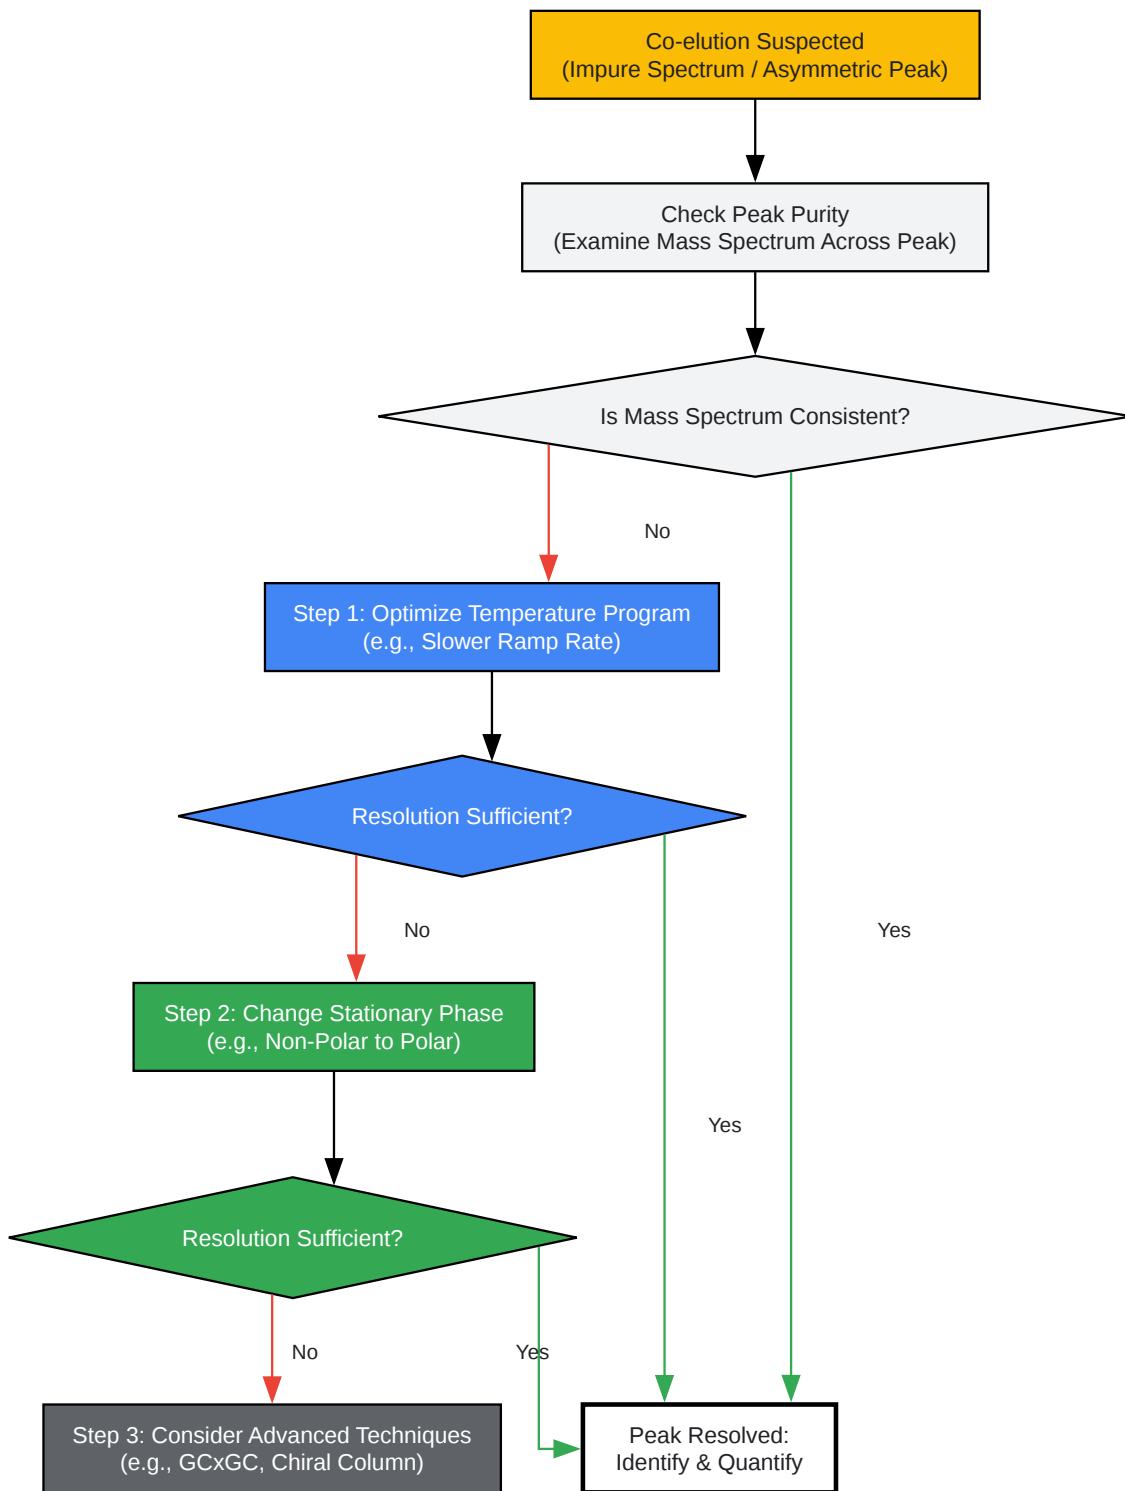 Co-elution Suspected
(Impure Spectrum / Asymmetric Peak)
Check Peak Purity
(Examine Mass Spectrum Across Peak)
Is Mass Spectrum Consistent?
No
Step 1: Optimize Temperature Program
(e.g., Slower Ramp Rate)
Resolution Sufficient?
No
Yes
Step 2: Change Stationary Phase
(e.g., Non-Polar to Polar)
Yes
Resolution Sufficient?
No
Yes
Step 3: Consider Advanced Techniques
(e.g., GCxGC, Chiral Column)
Peak Resolved:
Identify & Quantify